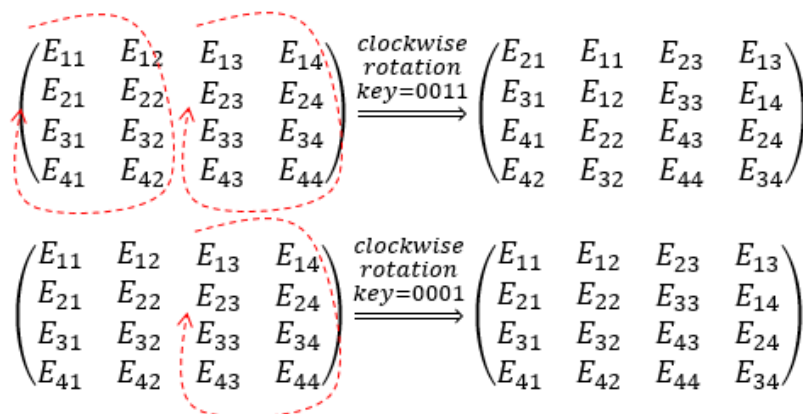 E11 E12 E13 E14 clockwise E21 E11 E23 E13
E21 E22 E23 E24 rotation E31 E12 E33 E14
key=0011
E31 E32 E33 E34 E41 E22 E43 E24
E41 E42 E43 E44 E42 E32 E44 E34
E11 E12 E13 E14 clockwise E11 E12 E23 E13
E21 E22 E23 E24 rotation E21 E22 E33 E14
key=0001
E31 E32 E33 E34 E31 E32 E43 E24
E41 E42 E43 E44 E41 E42 E44 E34